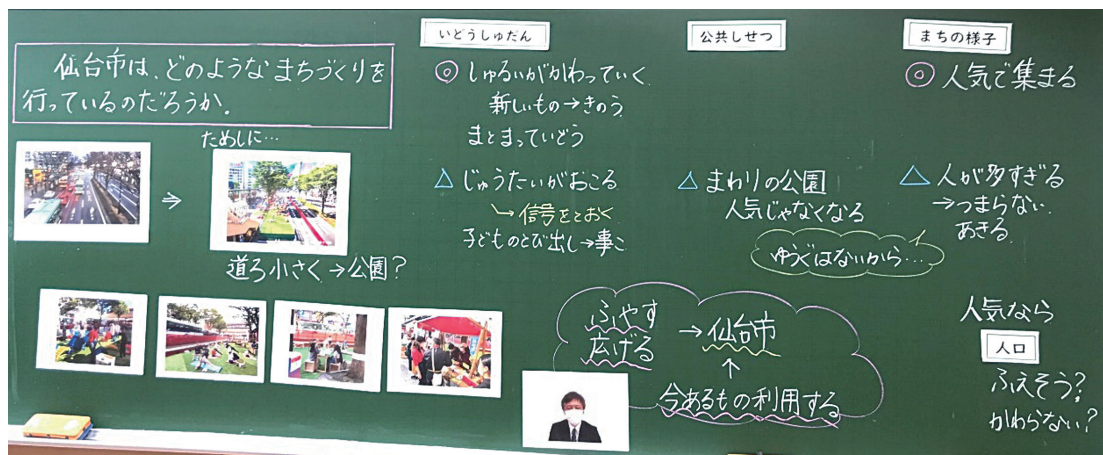 仙台市は、どのようなまちづくりを
行っているのだろうか。
ためしに…
⇒
道ろ小さく→公園?
いどうしゅだん
◎しゅるいがかわっていく
新しいもの→きのう
まとまっていどう
△じゅうたいがおこる
↳信号をとおく
子どものとび出し→事こ
公共しせつ
△まわりの公園
人気じゃなくなる
ゆうぐはないから…
まちの様子
◎人気で集まる
△人が多すぎる
→つまらない
あきる
ふやす
広げる
→仙台市
↑
今あるもの利用する
人気なら
人口
ふえそう?
かわらない?